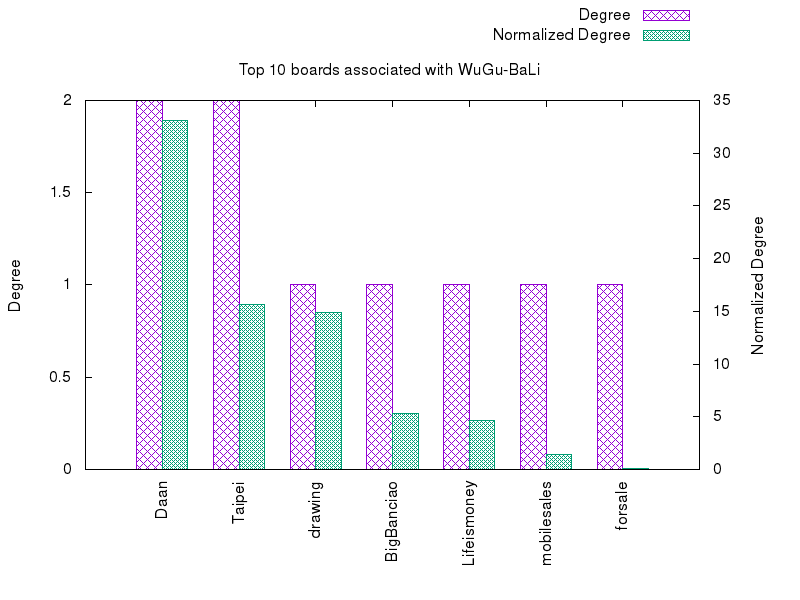 Degree
Normalized Degree
Top 10 boards associated with WuGu-BaLi
2
1.5
1
0.5
0
35
30
25
20
15
10
5
0
Degree
Normalized Degree
Daan
Taipei
drawing
BigBanciao
Lifeismoney
mobilesales
forsale